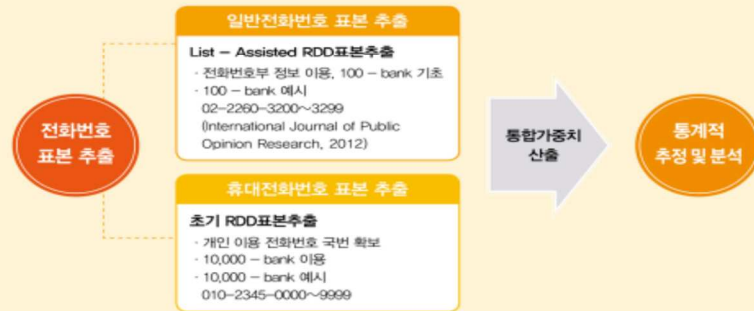 전화번호
표본 추출
일반전화번호 표본 추출
List – Assisted RDD표본추출
· 전화번호부 정보 이용, 100 – bank 기초
· 100 – bank 예시
02–2260–3200~3299
(International Journal of Public
Opinion Research, 2012)
휴대전화번호 표본 추출
초기 RDD표본추출
· 개인 이용 전화번호 국번 확보
· 10,000 – bank 이용
· 10,000 – bank 예시
010–2345–0000~9999
통합가중치
산출
통계적
추정 및 분석